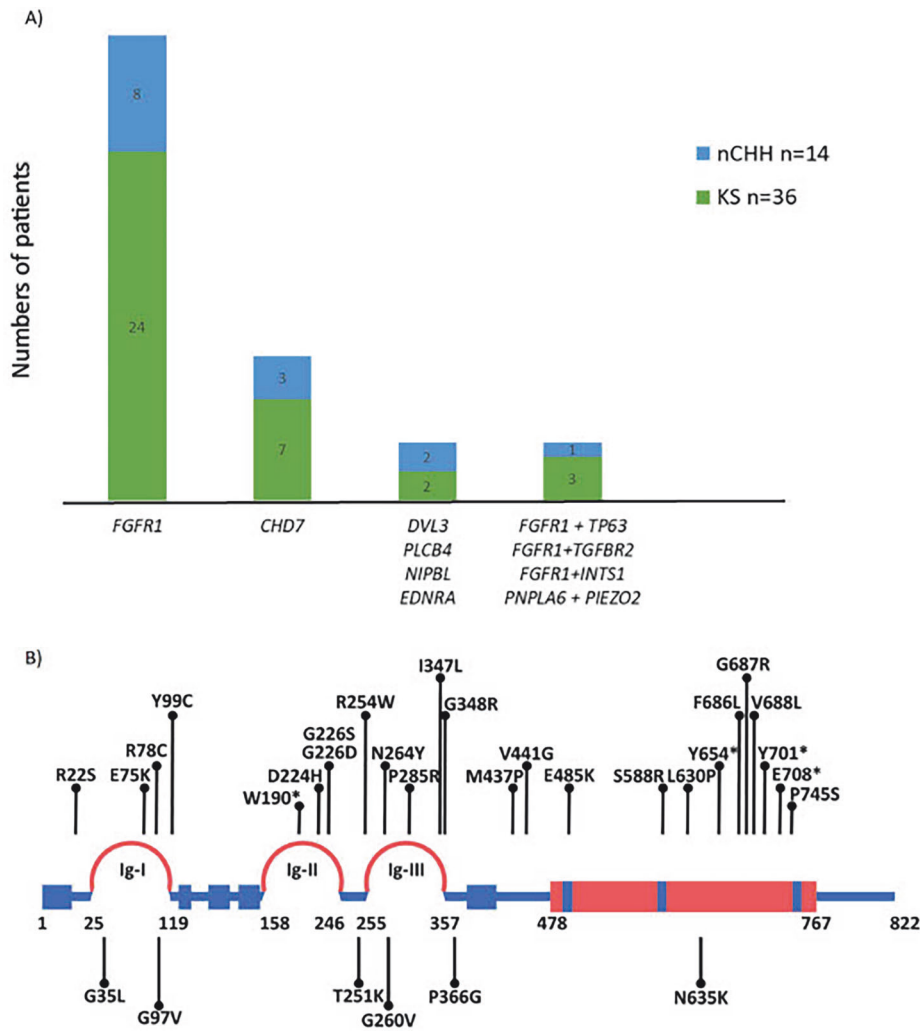 A)
Numbers of patients
8
24
3
7
2
2
1
3
nCHH n=14
KS n=36
FGFR1
CHD7
DVL3
PLCB4
NIPBL
EDNRA
FGFR1 + TP63
FGFR1+TGFBR2
FGFR1+INTS1
PNPLA6 + PIEZO2
B)
I347L G687R
Y99C R254W G348R F686L V688L
G226S
R78C G226D N264Y V441G Y654* Y701*
R22S E75K D224H P285R M437P E485K S588R L630P E708*
W190* P745S
Ig-I Ig-II Ig-III
1 25 119 158 246 255 357 478 767 822
G35L T251K P366G N635K
G97V G260V